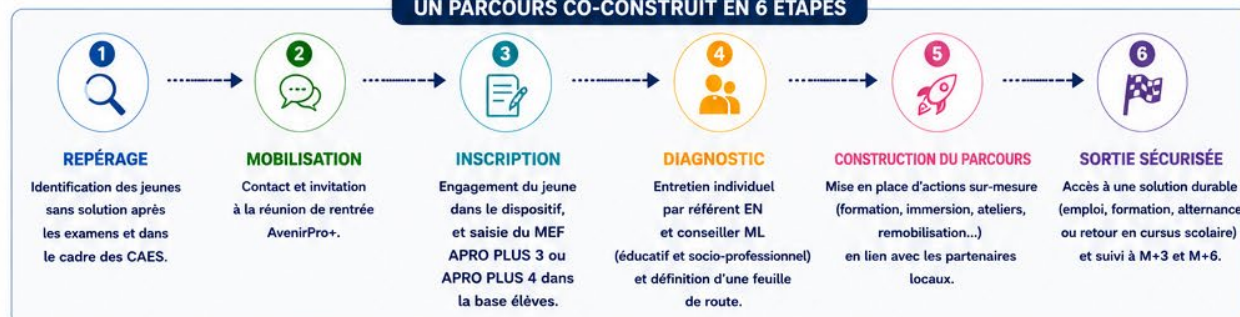 UN PARCOURS CO-CONSTRUIT EN 6 ÉTAPES
1
2
3
4
5
6
REPÉRAGE
Identification des jeunes
sans solution après
les examens et dans
le cadre des CAES.
MOBILISATION
Contact et invitation
à la réunion de rentrée
AvenirPro+.
INSCRIPTION
Engagement du jeune
dans le dispositif,
et saisie du MEF
APRO PLUS 3 ou
APRO PLUS 4 dans
la base élèves.
DIAGNOSTIC
Entretien individuel
par référent EN
et conseiller ML
(éducatif et socio-professionnel)
et définition d'une feuille
de route.
CONSTRUCTION DU PARCOURS
Mise en place d'actions sur-mesure
(formation, immersion, ateliers,
remobilisation...)
en lien avec les partenaires
locaux.
SORTIE SÉCURISÉE
Accès à une solution durable
(emploi, formation, alternance
ou retour en cursus scolaire)
et suivi à M+3 et M+6.